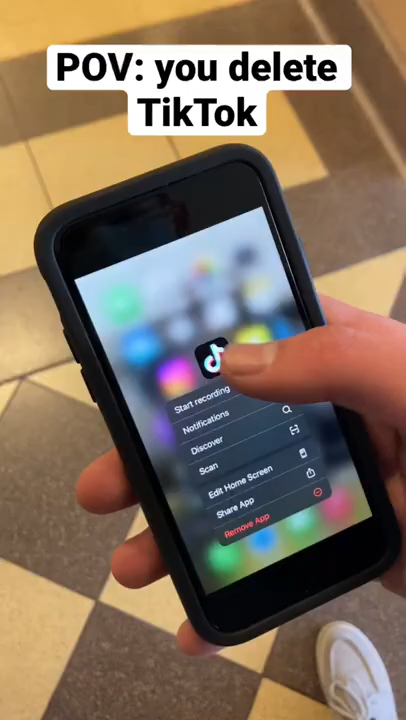 POV: you delete
TikTok
Start recording
Notifications
Discover
Scan
Edit Home Screen
Share App
Remove App